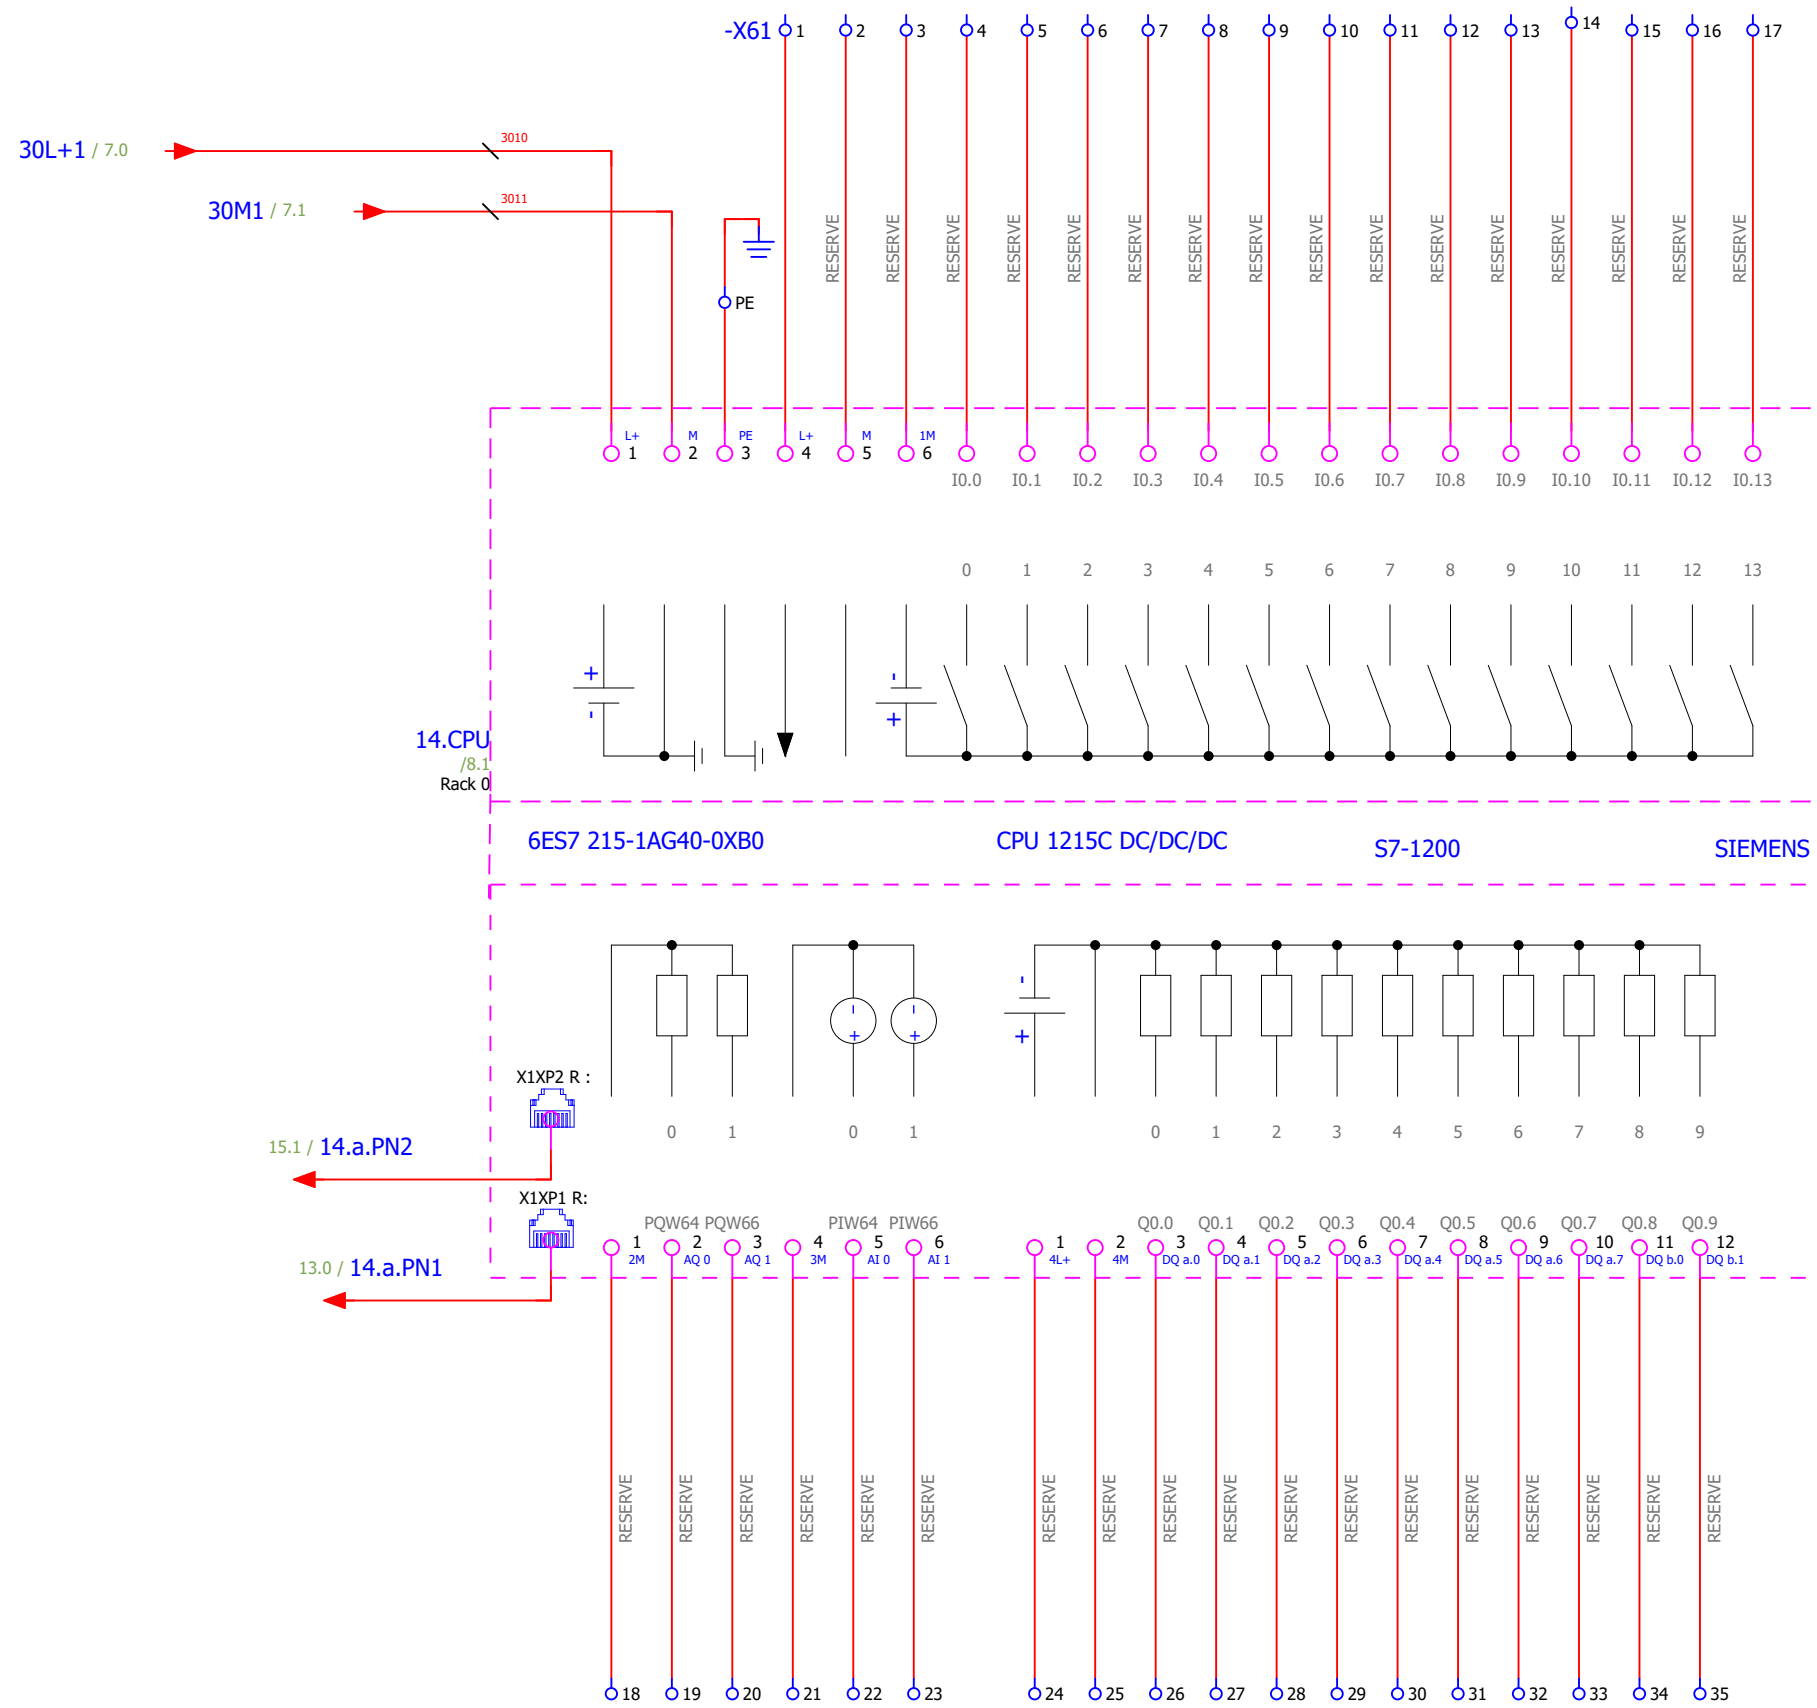 -X61 1 2 3 4 5 6 7 8 9 10 11 12 13 14 15 16 17
30L+1 / 7.0 3010
30M1 / 7.1 3011
RESERVE RESERVE RESERVE RESERVE RESERVE RESERVE RESERVE RESERVE RESERVE RESERVE RESERVE RESERVE RESERVE RESERVE RESERVE RESERVE
PE
L+ M PE L+ M 1M
1 2 3 4 5 6
I0.0 I0.1 I0.2 I0.3 I0.4 I0.5 I0.6 I0.7 I0.8 I0.9 I0.10 I0.11 I0.12 I0.13
0 1 2 3 4 5 6 7 8 9 10 11 12 13
+ -
- +
14.CPU
/8.1
Rack 0
6ES7 215-1AG40-0XB0 CPU 1215C DC/DC/DC S7-1200 SIEMENS
- - -
+ + +
X1XP2 R :
0 1 0 1 0 1 2 3 4 5 6 7 8 9
15.1 / 14.a.PN2
X1XP1 R:
PQW64 PQW66 PIW64 PIW66 Q0.0 Q0.1 Q0.2 Q0.3 Q0.4 Q0.5 Q0.6 Q0.7 Q0.8 Q0.9
1 2 3 4 5 6 1 2 3 4 5 6 7 8 9 10 11 12
2M AQ 0 AQ 1 3M AI 0 AI 1 4L+ 4M DQ a.0 DQ a.1 DQ a.2 DQ a.3 DQ a.4 DQ a.5 DQ a.6 DQ a.7 DQ b.0 DQ b.1
13.0 / 14.a.PN1
RESERVE RESERVE RESERVE RESERVE RESERVE RESERVE RESERVE RESERVE RESERVE RESERVE RESERVE RESERVE RESERVE RESERVE RESERVE RESERVE RESERVE RESERVE
18 19 20 21 22 23 24 25 26 27 28 29 30 31 32 33 34 35